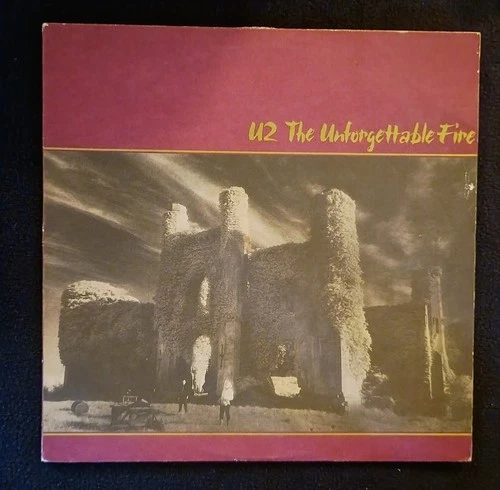 U2 The Unforgettable Fire